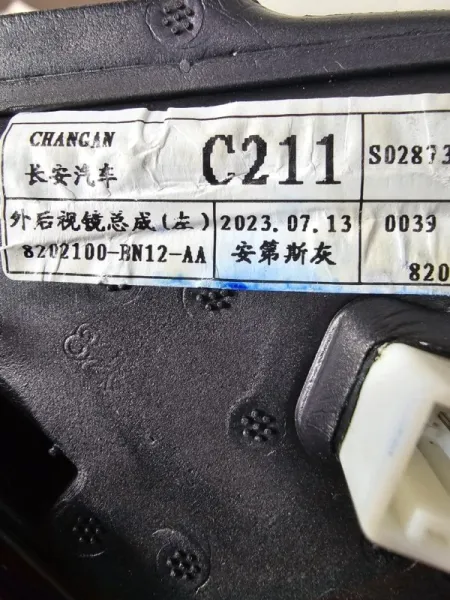 CHANGAN
长安汽车
C211
S02873
外后视镜总成(左)
8202100-BN12-AA
2023.07.13
安第斯灰
0039
820